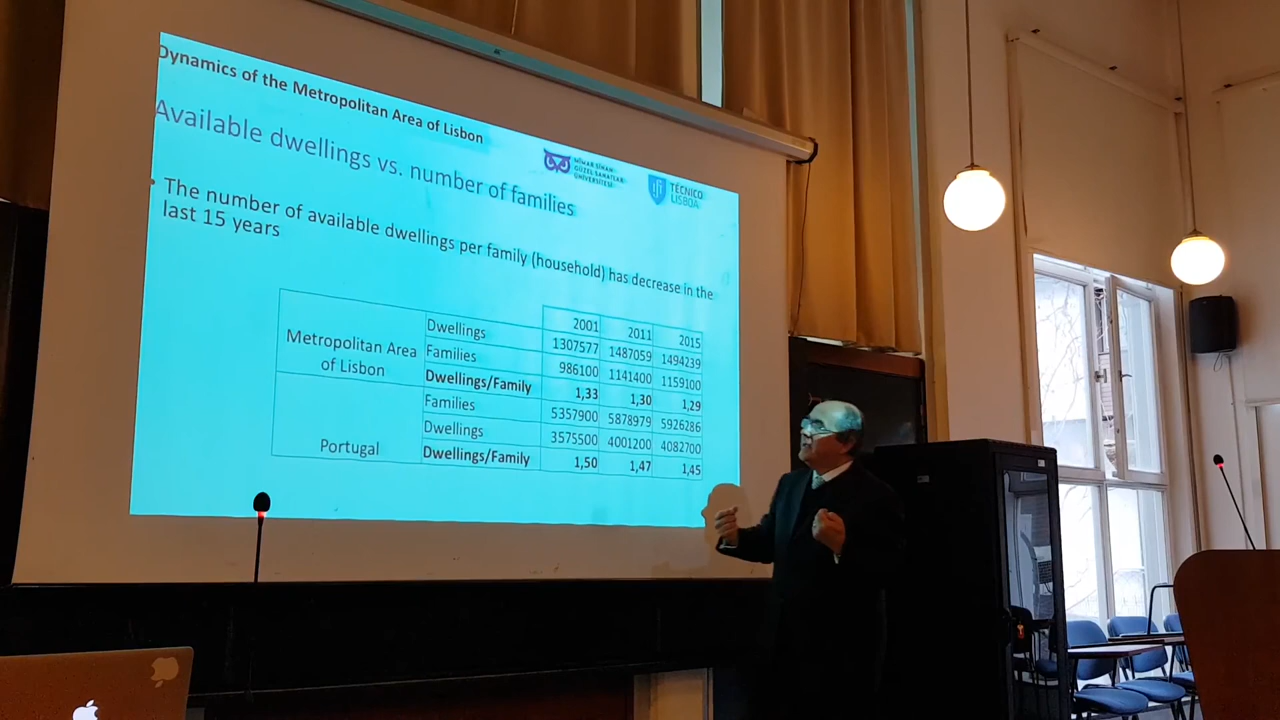 Dynamics of the Metropolitan Area of Lisbon
Available dwellings vs. number of families
MİMAR SİNAN
GÜZEL SANATLAR
ÜNİVERSİTESİ
TÉCNICO
LISBOA
• The number of available dwellings per family (household) has decrease in the
last 15 years
2001 2011 2015
Metropolitan Area
of Lisbon
Dwellings 1307577 1487059 1494239
Families 986100 1141400 1159100
Dwellings/Family 1,33 1,30 1,29
Portugal
Families 5357900 5878979 5926286
Dwellings 3575500 4001200 4082700
Dwellings/Family 1,50 1,47 1,45